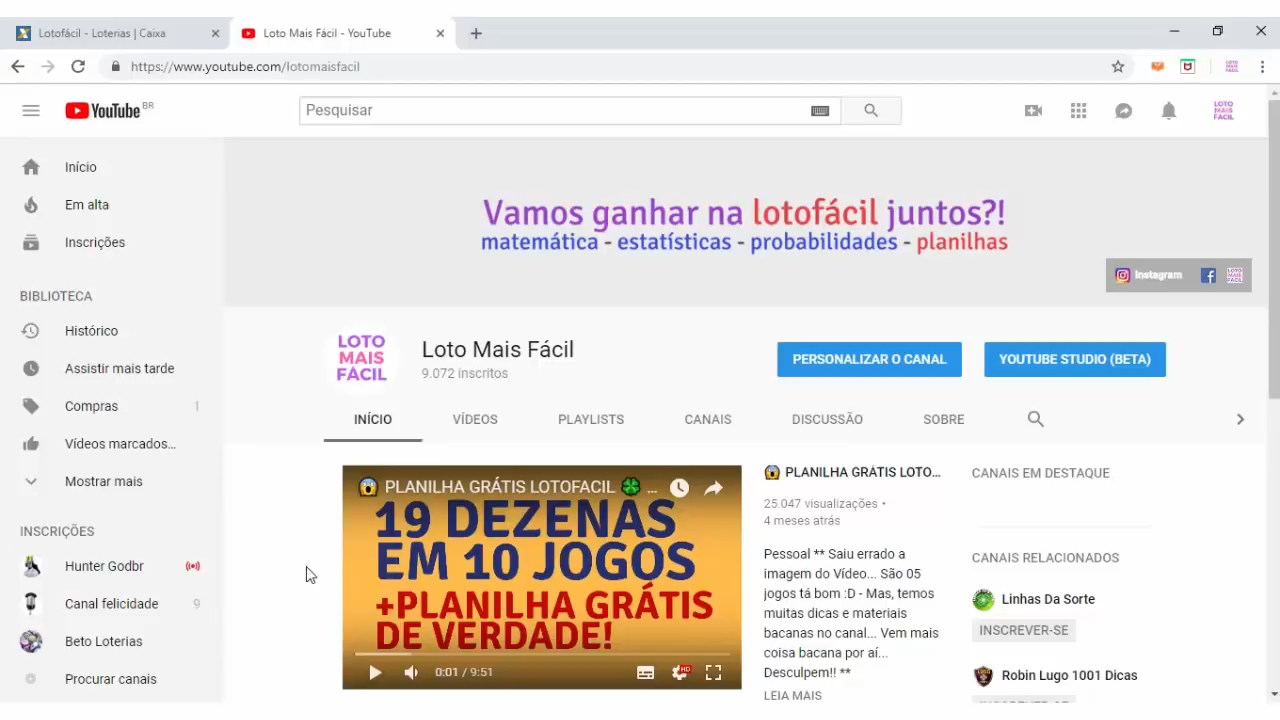 Lotofácil - Loterias | Caixa
Loto Mais Fácil - YouTube
https://www.youtube.com/lotomaisfacil
YouTube BR
Pesquisar
LOTO MAIS FÁCIL
Início
Em alta
Inscrições
BIBLIOTECA
Histórico
Assistir mais tarde
Compras 1
Vídeos marcados...
Mostrar mais
INSCRIÇÕES
Hunter Godbr
Canal felicidade 9
Beto Loterias
Procurar canais
Vamos ganhar na lotofácil juntos?!
matemática - estatísticas - probabilidades - planilhas
Instagram
LOTO
MAIS
FÁCIL
Loto Mais Fácil
9.072 inscritos
PERSONALIZAR O CANAL
YOUTUBE STUDIO (BETA)
INÍCIO VÍDEOS PLAYLISTS CANAIS DISCUSSÃO SOBRE
PLANILHA GRÁTIS LOTOFACIL ...
19 DEZENAS
EM 10 JOGOS
+PLANILHA GRÁTIS
DE VERDADE!
0:01 / 9:51
HD
PLANILHA GRÁTIS LOTO...
25.047 visualizações •
4 meses atrás
Pessoal ** Saiu errado a
imagem do Vídeo... São 05
jogos tá bom :D - Mas, temos
muitas dicas e materiais
bacanas no canal... Vem mais
coisa bacana por aí...
Desculpem!! **
LEIA MAIS
CANAIS EM DESTAQUE
CANAIS RELACIONADOS
Linhas Da Sorte
INSCREVER-SE
Robin Lugo 1001 Dicas